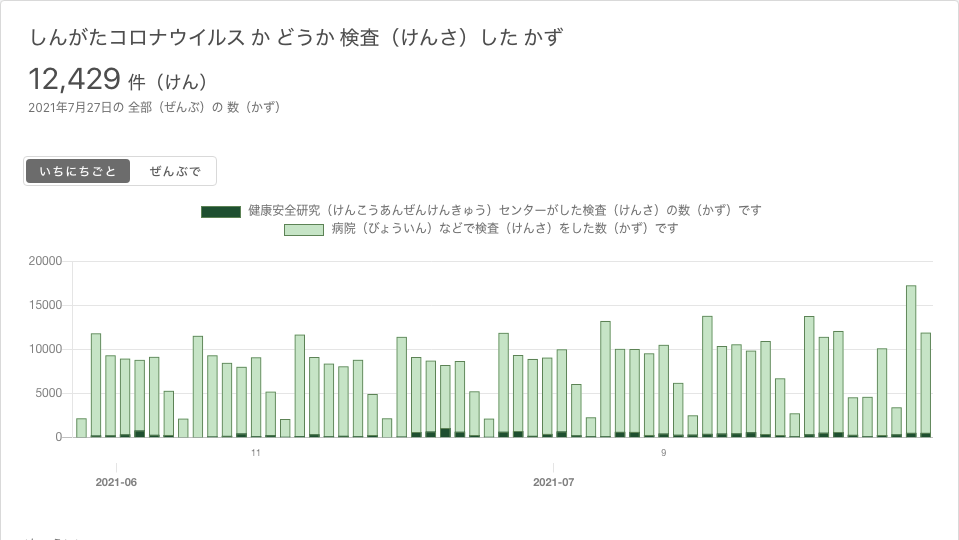 しんがたコロナウイルス か どうか 検査（けんさ）した かず
12,429 件（けん）
2021年7月27日の 全部（ぜんぶ）の 数（かず）
いちにちごと ぜんぶで
健康安全研究（けんこうあんぜんけんきゅう）センターがした検査（けんさ）の数（かず）です
病院（びょういん）などで検査（けんさ）をした数（かず）です
20000
15000
10000
5000
0
11 9
2021-06 2021-07